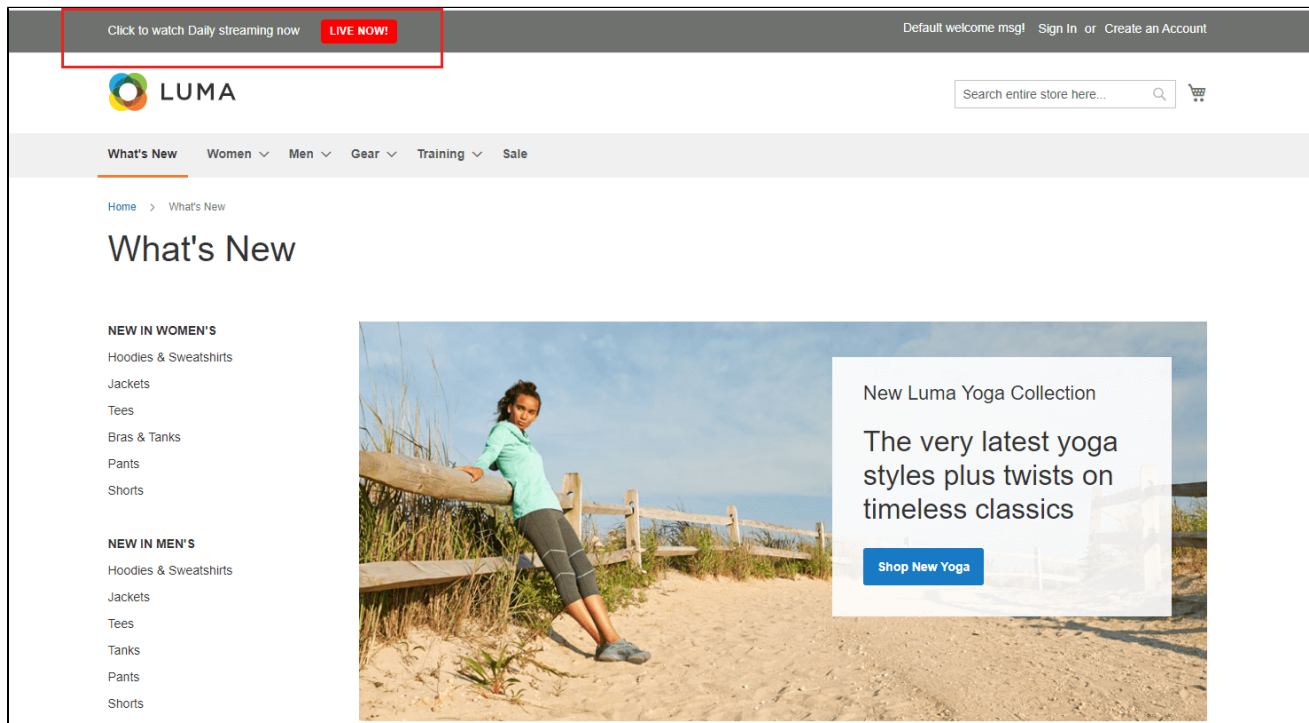 Click to watch Daily streaming now LIVE NOW!
Default welcome msg! Sign In or Create an Account
LUMA
Search entire store here...
What's New Women Men Gear Training Sale
Home > What's New
What's New
NEW IN WOMEN'S
Hoodies & Sweatshirts
Jackets
Tees
Bras & Tanks
Pants
Shorts
NEW IN MEN'S
Hoodies & Sweatshirts
Jackets
Tees
Tanks
Pants
Shorts
New Luma Yoga Collection
The very latest yoga
styles plus twists on
timeless classics
Shop New Yoga